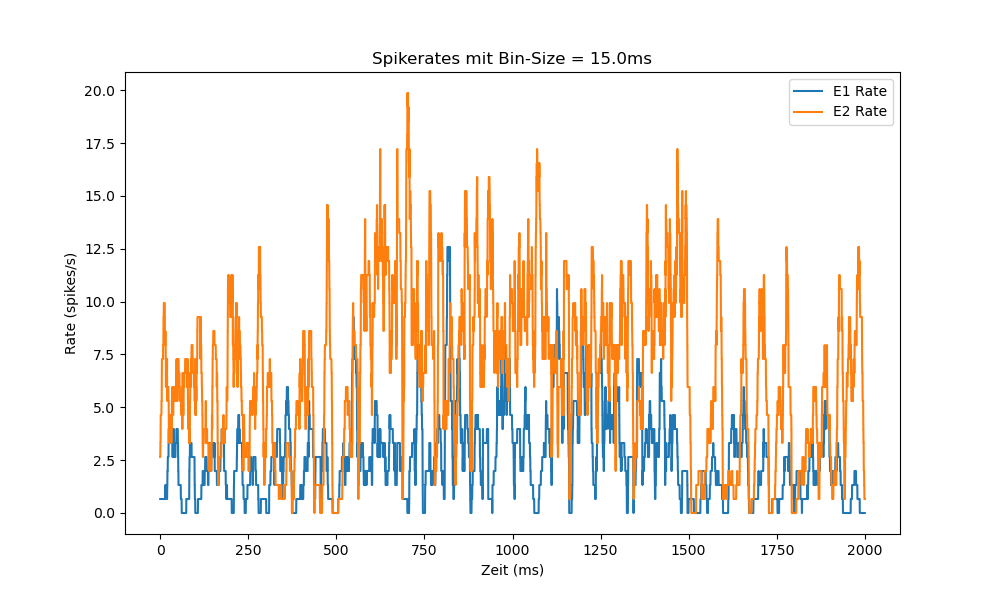 Spikerates mit Bin-Size = 15.0ms
E1 Rate
E2 Rate
20.0
17.5
15.0
12.5
10.0
7.5
5.0
2.5
0.0
Rate (spikes/s)
0 250 500 750 1000 1250 1500 1750 2000
Zeit (ms)